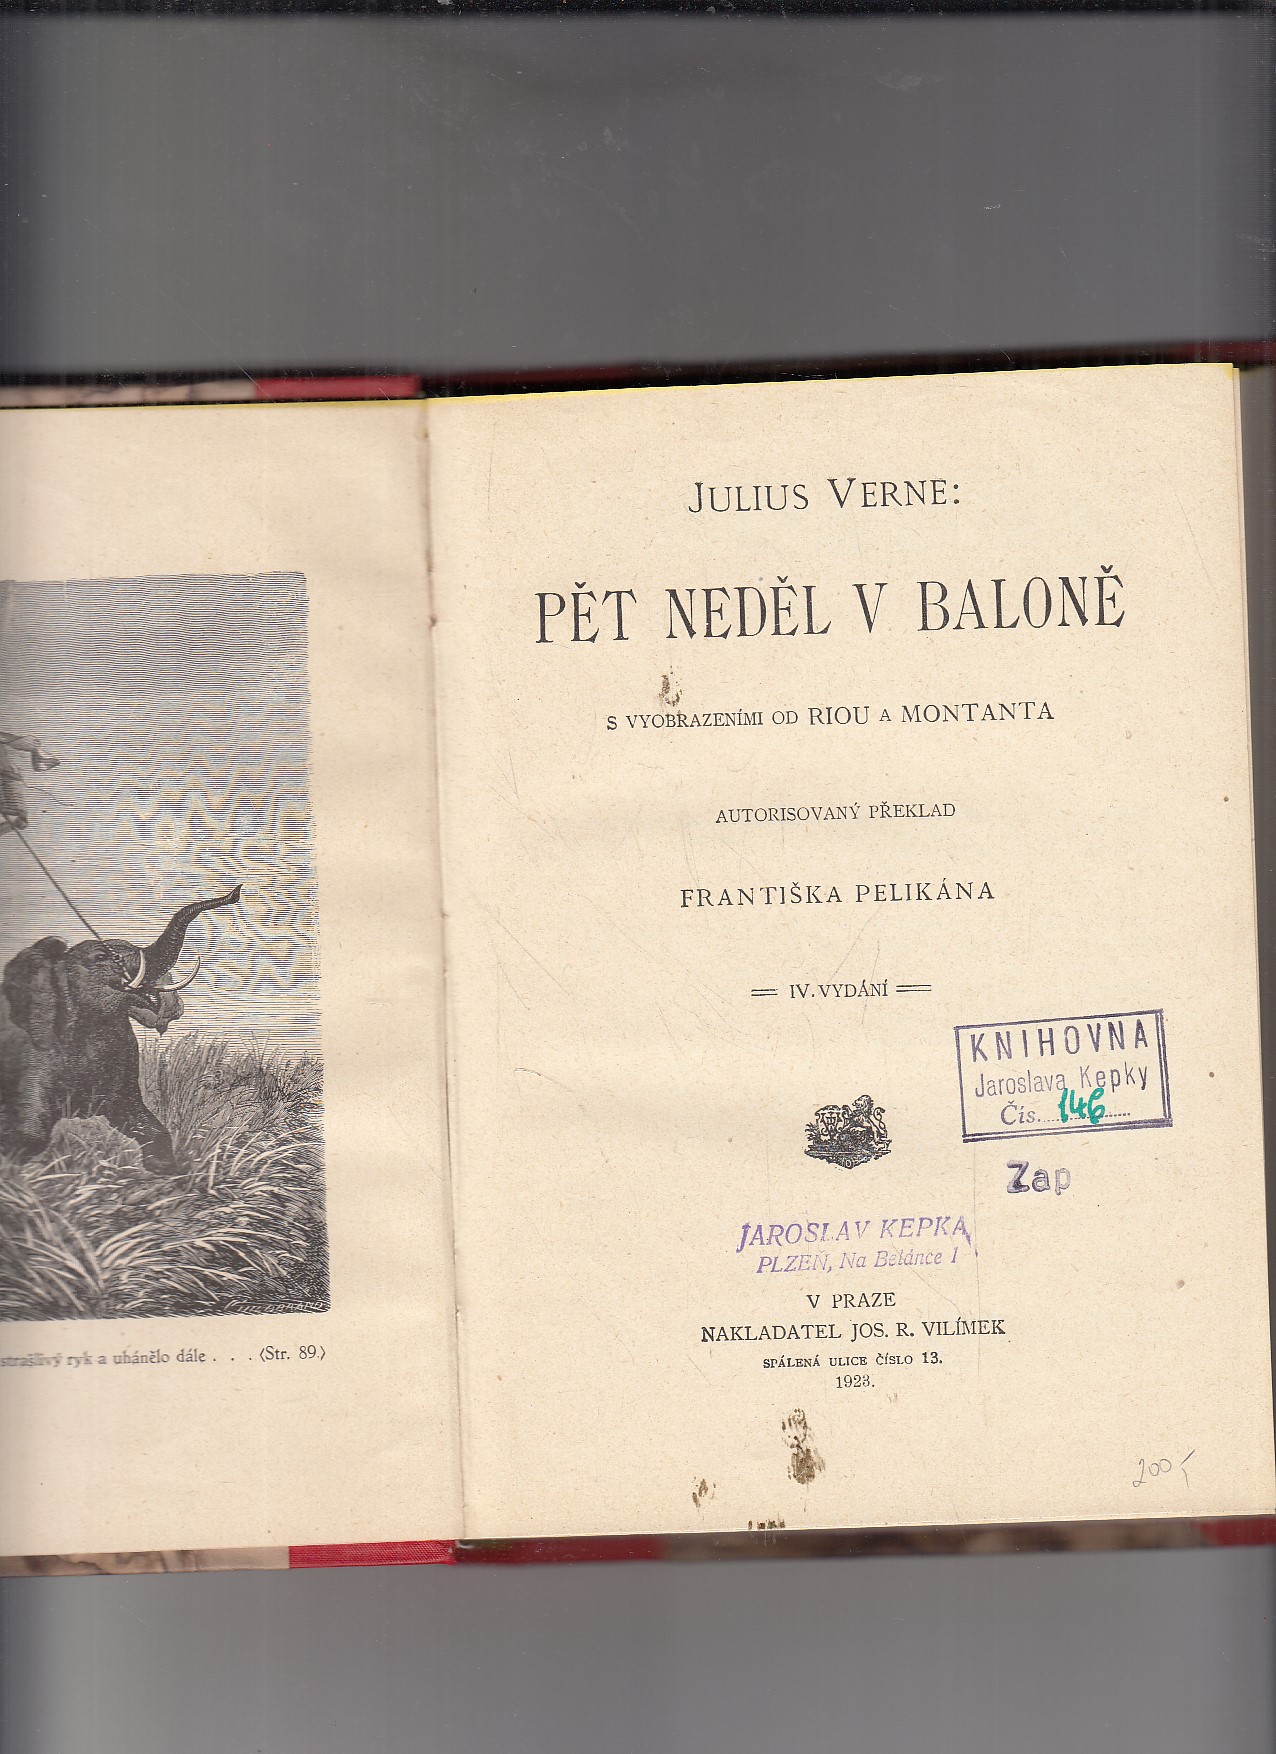 strašlivý ryk a uhánělo dále . . . (Str. 89.)
JULIUS VERNE:
PĚT NEDĚL V BALONĚ
S VYOBRAZENÍMI OD RIOU A MONTANTA
AUTORISOVANÝ PŘEKLAD
FRANTIŠKA PELIKÁNA
IV. VYDÁNÍ
KNIHOVNA
Jaroslava Kepky
Čís. 146
Zap
JAROSLAV KEPKA
PLZEŇ, Na Belánce 1
V PRAZE
NAKLADATEL JOS. R. VILÍMEK
SPÁLENÁ ULICE ČÍSLO 13.
1923.
200